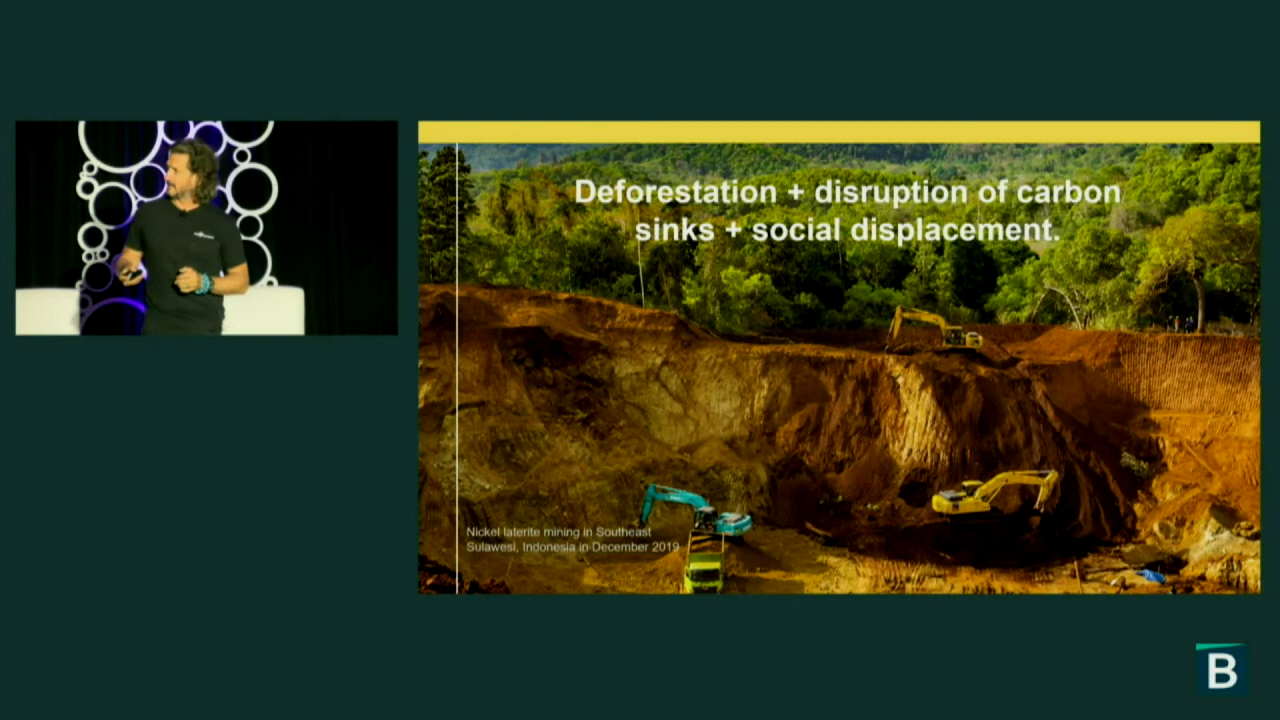 Deforestation + disruption of carbon
sinks + social displacement.
Nickel laterite mining in Southeast
Sulawesi, Indonesia in December 2019
B